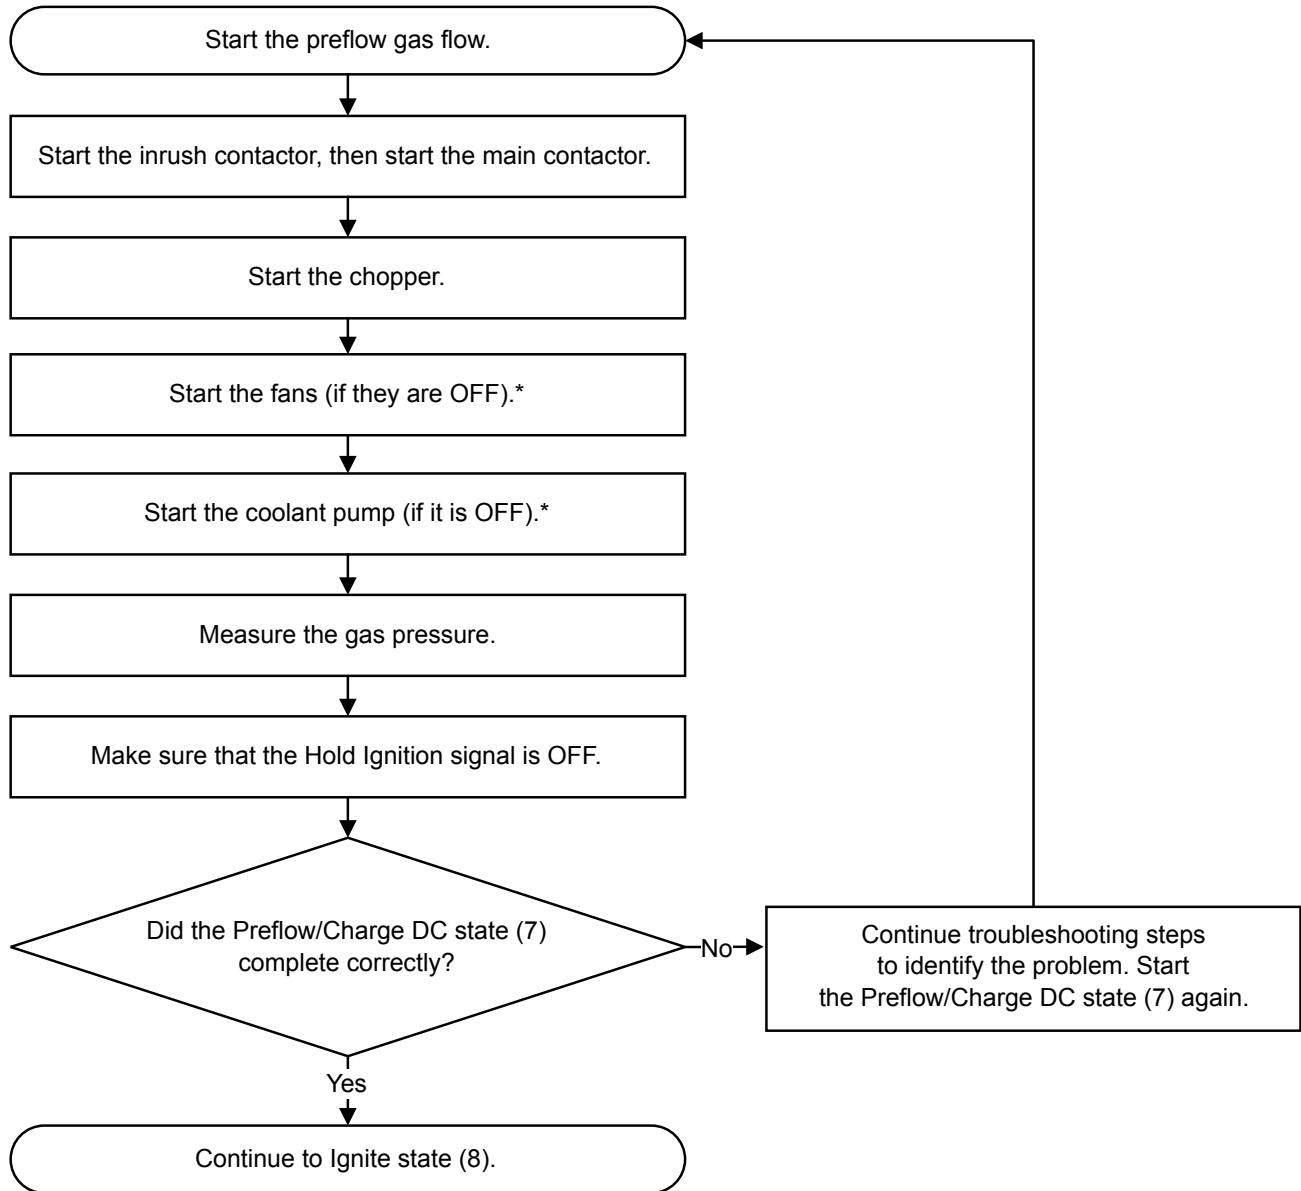 Start the preflow gas flow.
Start the inrush contactor, then start the main contactor.
Start the chopper.
Start the fans (if they are OFF).*
Start the coolant pump (if it is OFF).*
Measure the gas pressure.
Make sure that the Hold Ignition signal is OFF.
Did the Preflow/Charge DC state (7)
complete correctly?
No
Continue troubleshooting steps
to identify the problem. Start
the Preflow/Charge DC state (7) again.
Yes
Continue to Ignite state (8).